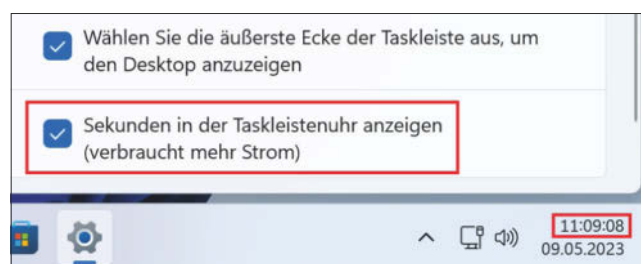 Wählen Sie die äußerste Ecke der Taskleiste aus, um
den Desktop anzuzeigen
Sekunden in der Taskleistenuhr anzeigen
(verbraucht mehr Strom)
11:09:08
09.05.2023